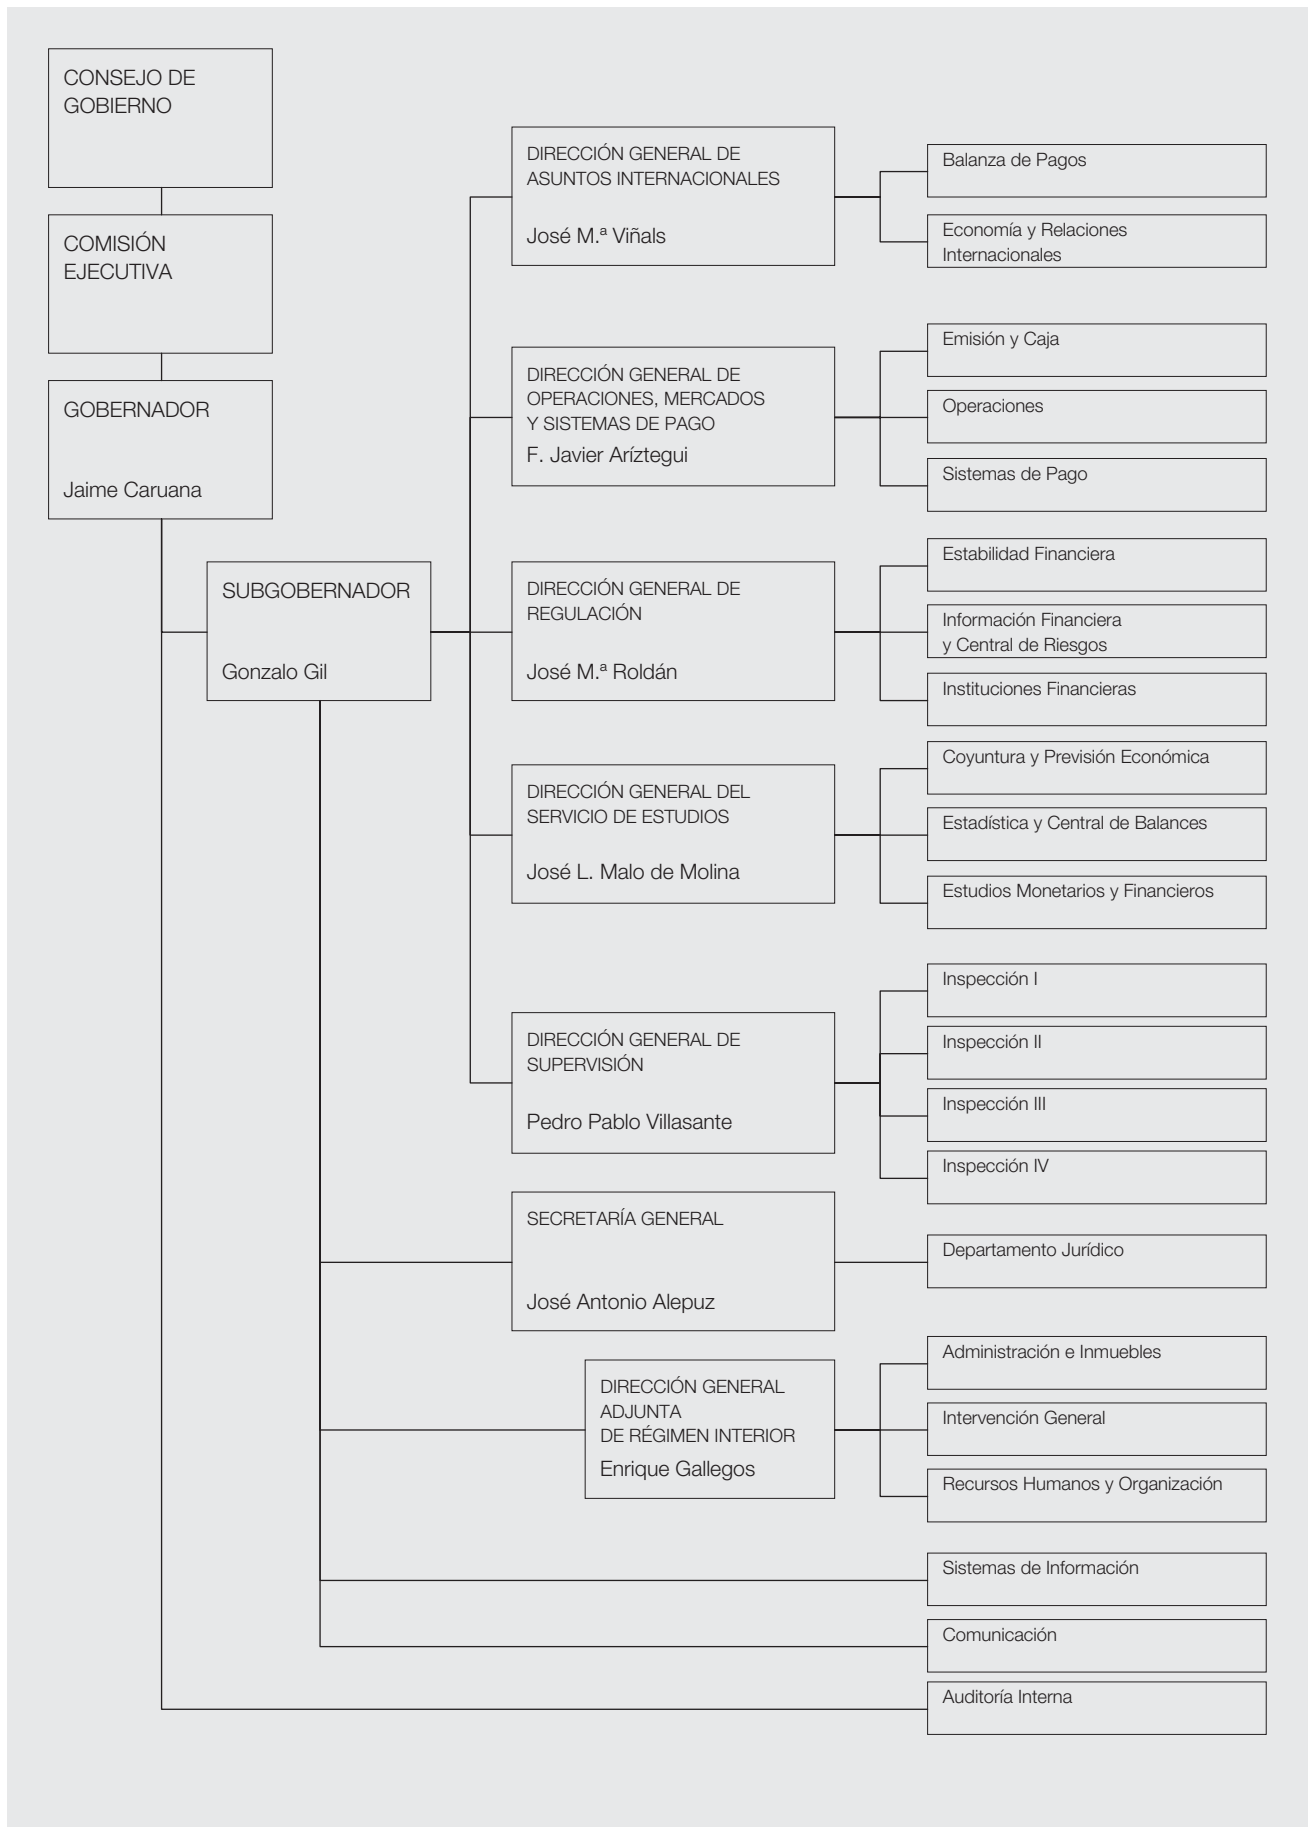 CONSEJO DE
GOBIERNO
COMISIÓN
EJECUTIVA
GOBERNADOR
Jaime Caruana
SUBGOBERNADOR
Gonzalo Gil
DIRECCIÓN GENERAL DE
ASUNTOS INTERNACIONALES
José M.ª Viñals
Balanza de Pagos
Economía y Relaciones
Internacionales
DIRECCIÓN GENERAL DE
OPERACIONES, MERCADOS
Y SISTEMAS DE PAGO
F. Javier Aríztegui
Emisión y Caja
Operaciones
Sistemas de Pago
DIRECCIÓN GENERAL DE
REGULACIÓN
José M.ª Roldán
Estabilidad Financiera
Información Financiera
y Central de Riesgos
Instituciones Financieras
DIRECCIÓN GENERAL DEL
SERVICIO DE ESTUDIOS
José L. Malo de Molina
Coyuntura y Previsión Económica
Estadística y Central de Balances
Estudios Monetarios y Financieros
DIRECCIÓN GENERAL DE
SUPERVISIÓN
Pedro Pablo Villasante
Inspección I
Inspección II
Inspección III
Inspección IV
SECRETARÍA GENERAL
José Antonio Alepuz
Departamento Jurídico
DIRECCIÓN GENERAL
ADJUNTA
DE RÉGIMEN INTERIOR
Enrique Gallegos
Administración e Inmuebles
Intervención General
Recursos Humanos y Organización
Sistemas de Información
Comunicación
Auditoría Interna